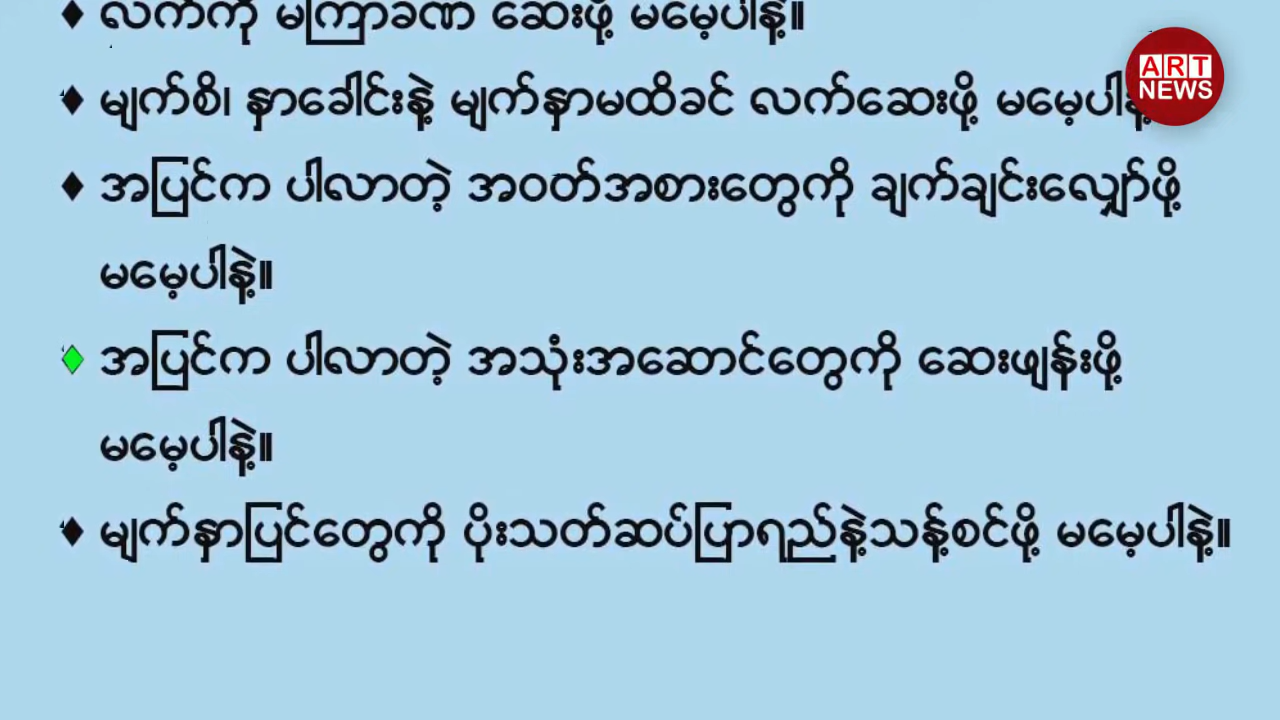 ♦ လက်ကို မကြာခဏ ဆေးဖို့ မမေ့ပါနဲ့။
♦ မျက်စိ၊ နှာခေါင်းနဲ့ မျက်နှာမထိခင် လက်ဆေးဖို့ မမေ့ပါနဲ့
♦ အပြင်က ပါလာတဲ့ အဝတ်အစားတွေကို ချက်ချင်းလျှော်ဖို့
မမေ့ပါနဲ့။
♦ အပြင်က ပါလာတဲ့ အသုံးအဆောင်တွေကို ဆေးဖျန်းဖို့
မမေ့ပါနဲ့။
♦ မျက်နှာပြင်တွေကို ပိုးသတ်ဆပ်ပြာရည်နဲ့သန့်စင်ဖို့ မမေ့ပါနဲ့။
ART
NEWS